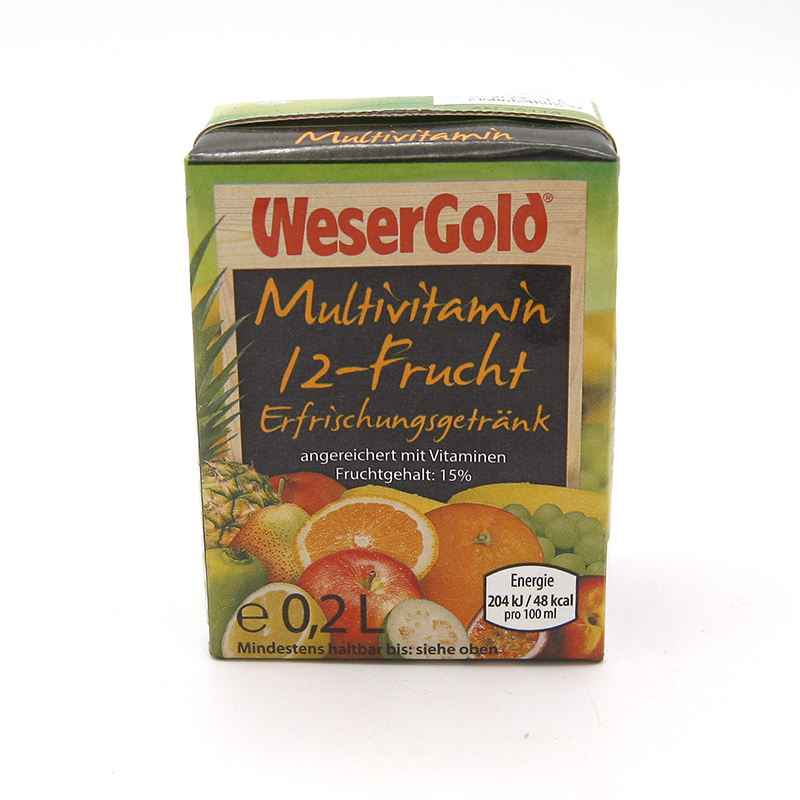 Multivitamin
WeserGold®
Multivitamin
12-Frucht
Erfrischungsgetränk
angereichert mit Vitaminen
Fruchtgehalt: 15%
Energie
204 kJ / 48 kcal
pro 100 ml
e 0,2 L
Mindestens haltbar bis: siehe oben